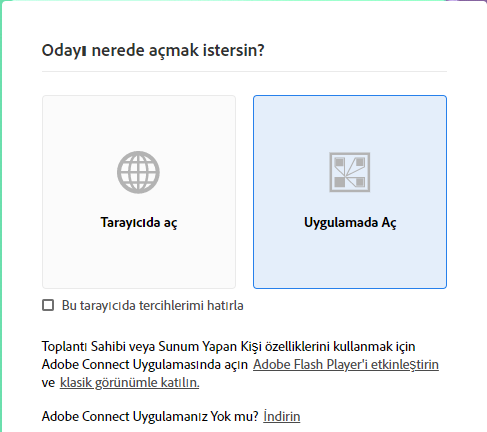 Odayı nerede açmak istersin?
Tarayıcıda aç
Uygulamada Aç
Bu tarayıcıda tercihlerimi hatırla
Toplantı Sahibi veya Sunum Yapan Kişi özelliklerini kullanmak için
Adobe Connect Uygulamasında açın Adobe Flash Player'i etkinleştirin
ve klasik görünümle katılın.
Adobe Connect Uygulamanız Yok mu? İndirin